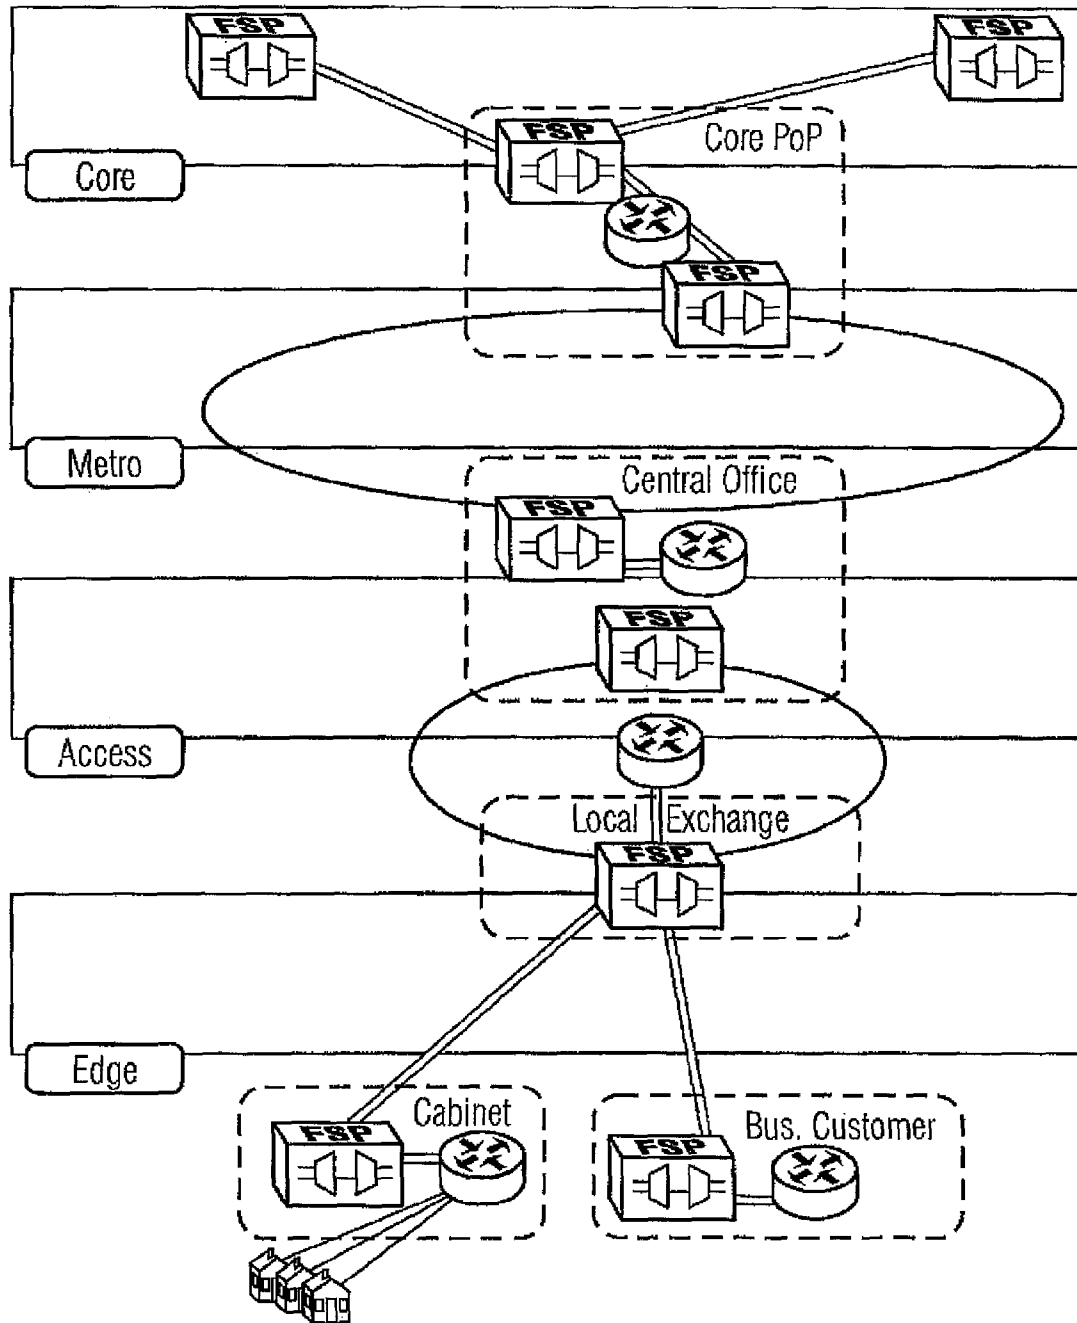 FSP
FSP
FSP
Core PoP
Core
FSP
Metro
Central Office
FSP
FSP
Access
Local Exchange
FSP
Edge
Cabinet
FSP
Bus. Customer
FSP